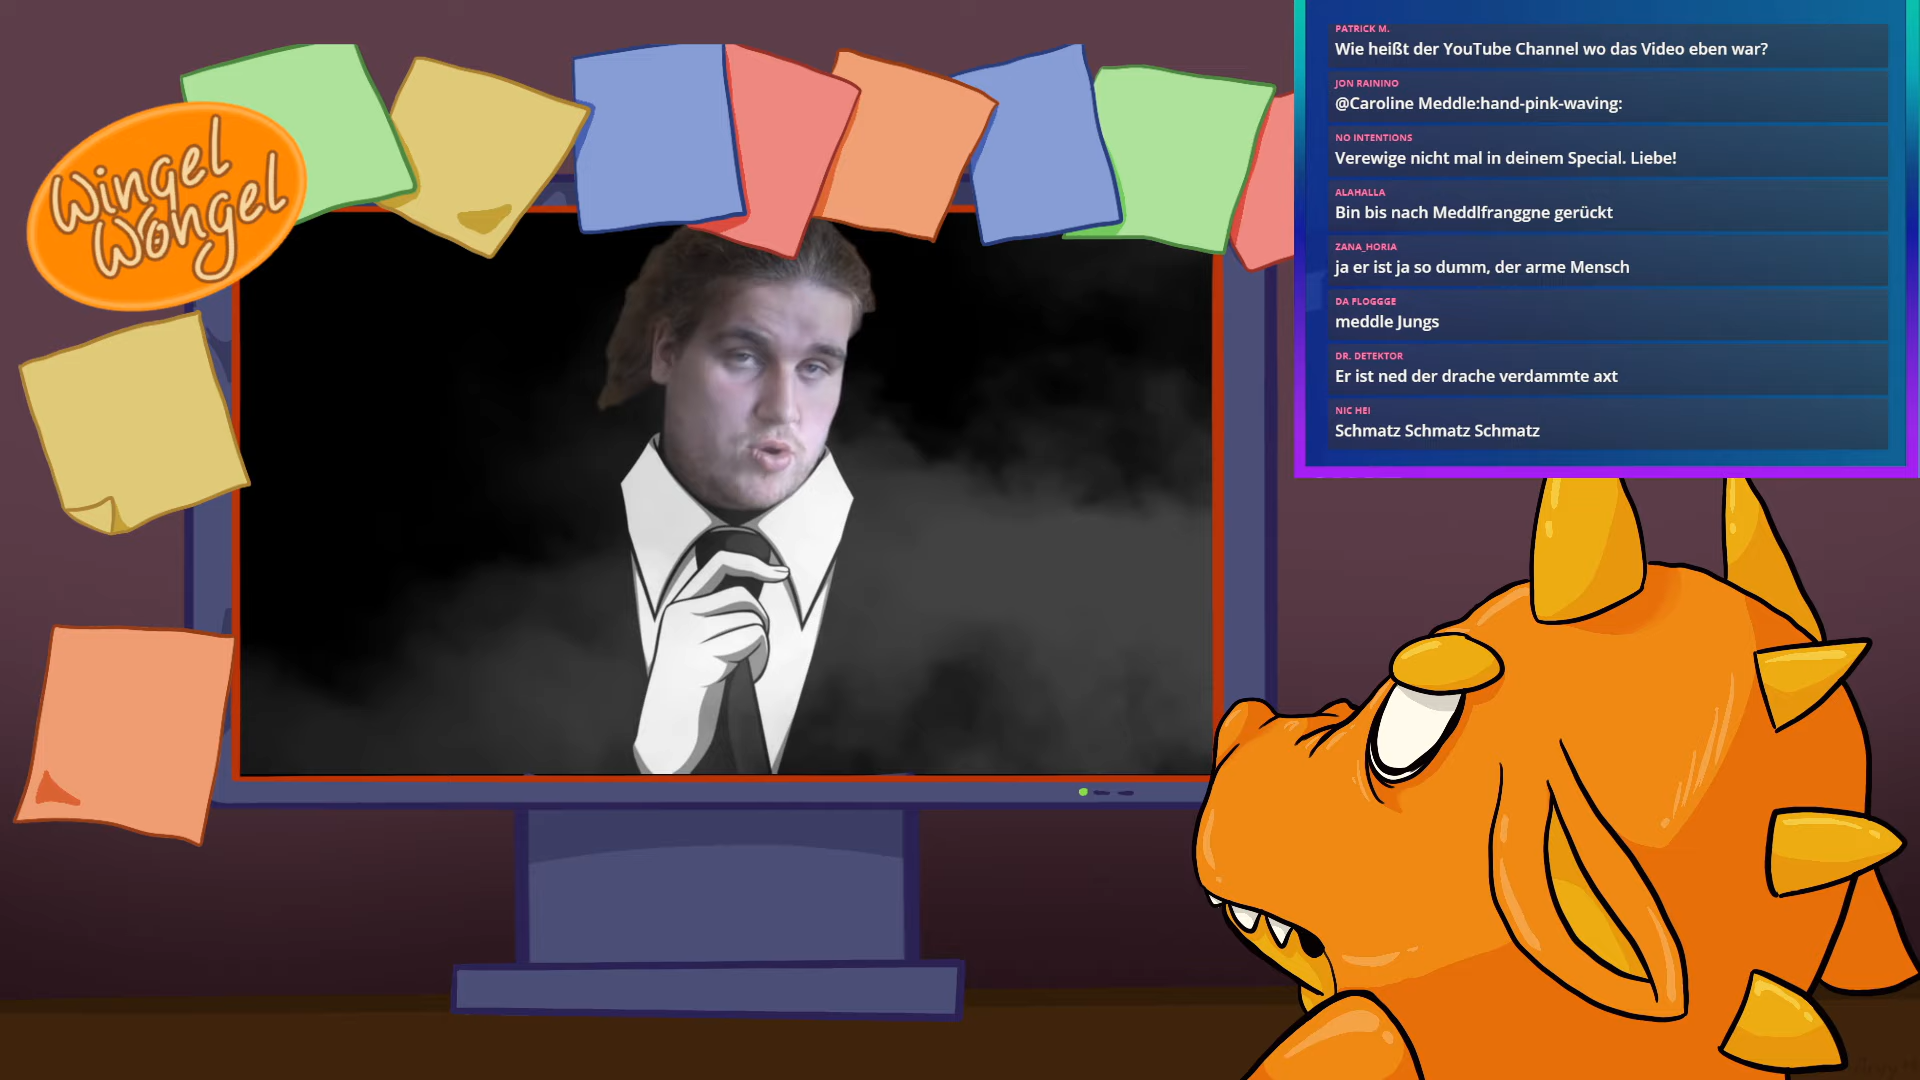 Wingel
Wongel
PATRICK M.
Wie heißt der YouTube Channel wo das Video eben war?
JON RAININO
@Caroline Meddle:hand-pink-waving:
NO INTENTIONS
Verewige nicht mal in deinem Special. Liebe!
ALAHALLA
Bin bis nach Meddlfranggne gerückt
ZANA_HORIA
ja er ist ja so dumm, der arme Mensch
DA FLOGGGE
meddle Jungs
DR. DETEKTOR
Er ist ned der drache verdammte axt
NIC HEI
Schmatz Schmatz Schmatz